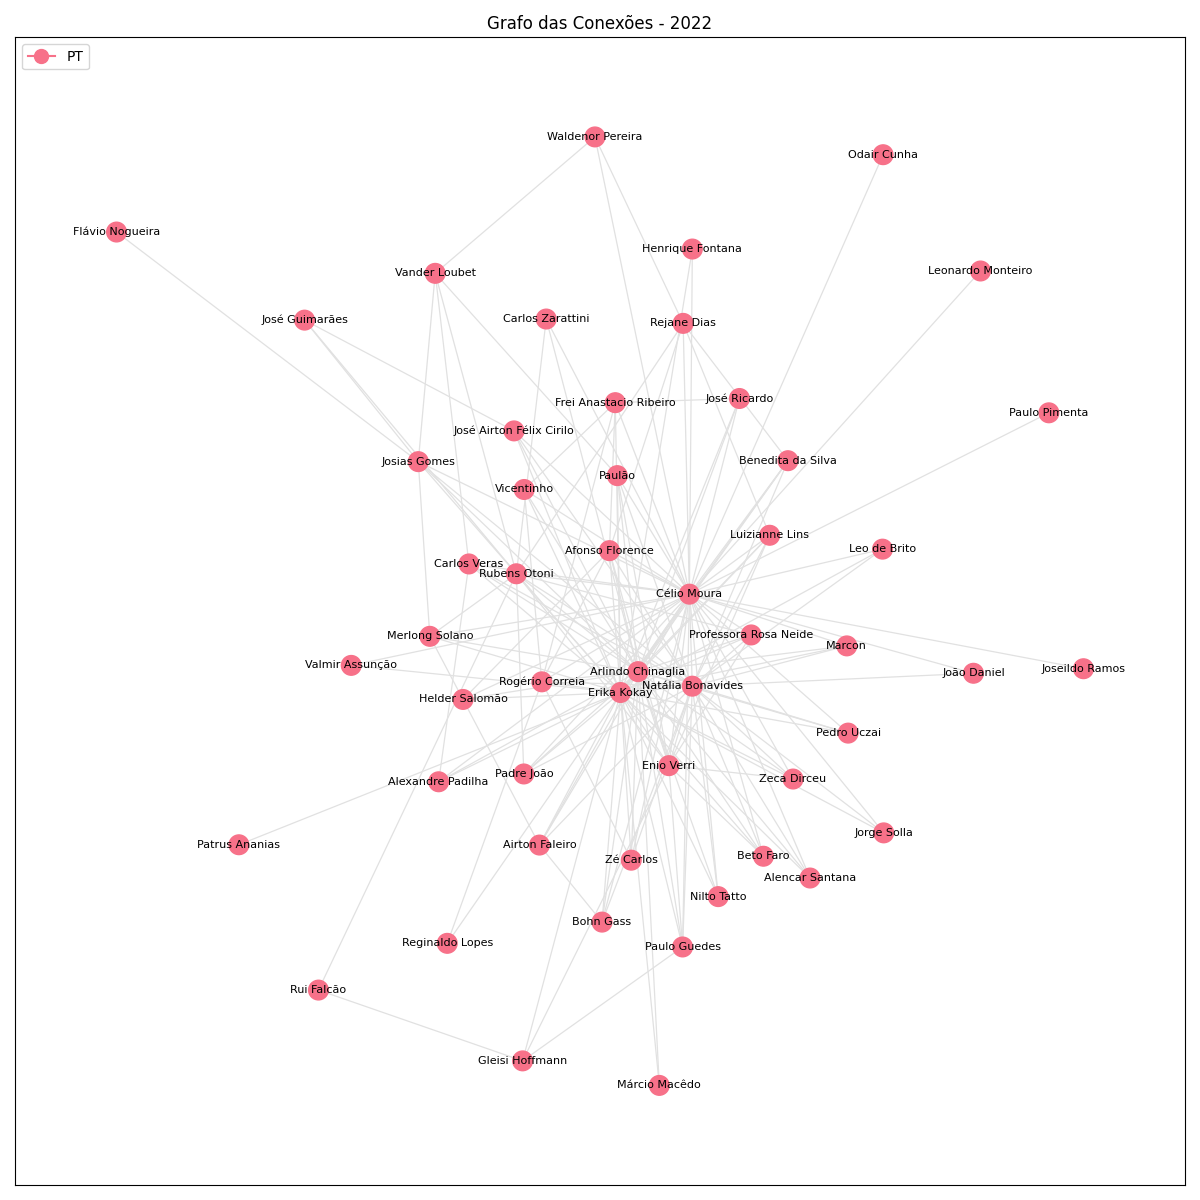 Grafo das Conexões - 2022
PT
Waldenor Pereira
Odair Cunha
Flávio Nogueira
Henrique Fontana
Leonardo Monteiro
Vander Loubet
José Guimarães
Carlos Zarattini
Rejane Dias
José Ricardo
Frei Anastacio Ribeiro
Paulo Pimenta
José Airton Félix Cirilo
Josias Gomes
Benedita da Silva
Paulão
Vicentinho
Luizianne Lins
Afonso Florence
Leo de Brito
Carlos Veras
Rubens Otoni
Célio Moura
Merlong Solano
Professora Rosa Neide
Marcon
Valmir Assunção
Arlindo Chinaglia
João Daniel
Joseildo Ramos
Rogério Correia
Natália Bonavides
Erika Kokay
Helder Salomão
Pedro Uczai
Enio Verri
Padre João
Zeca Dirceu
Alexandre Padilha
Jorge Solla
Patrus Ananias
Airton Faleiro
Beto Faro
Zé Carlos
Alencar Santana
Nilto Tatto
Bohn Gass
Reginaldo Lopes
Paulo Guedes
Rui Falcão
Gleisi Hoffmann
Márcio Macêdo